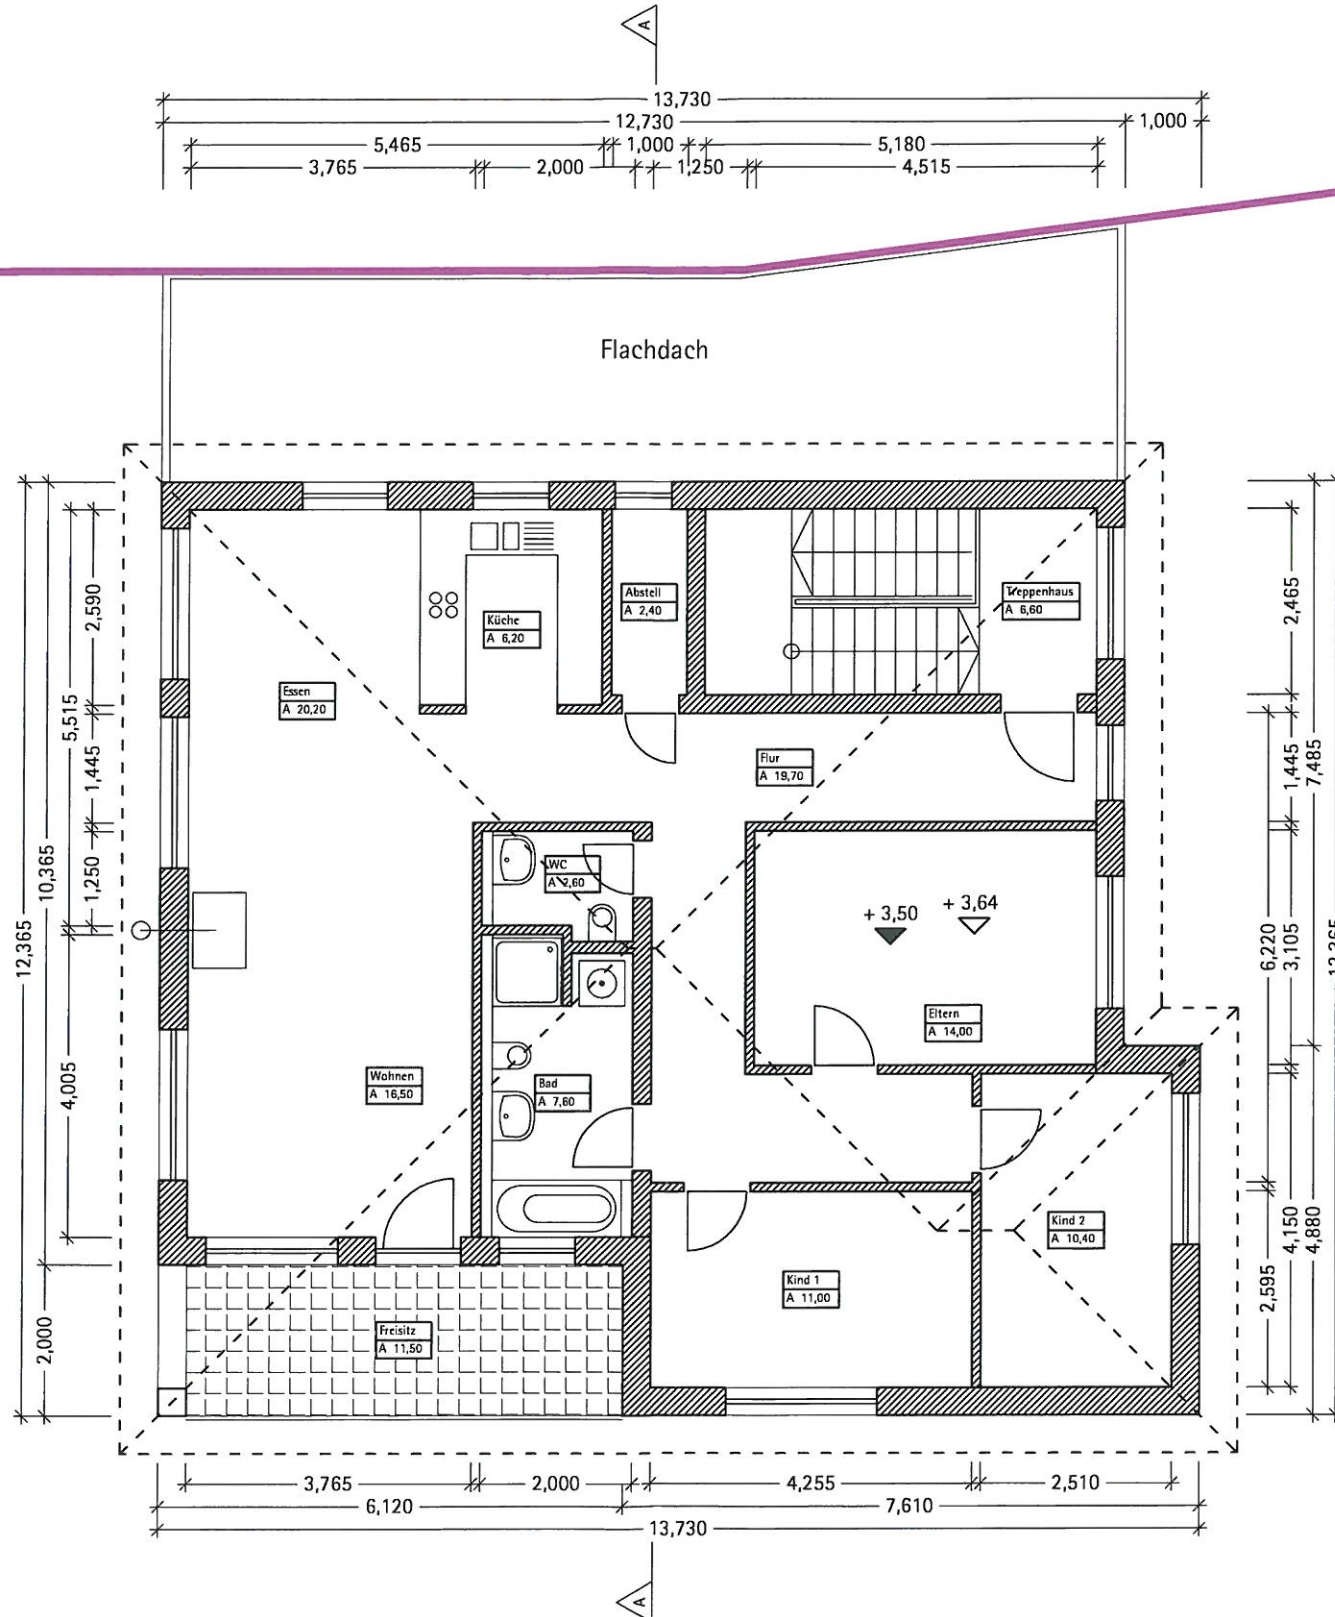 A
13,730
12,730
1,000
5,465
1,000
5,180
3,765
2,000
1,250
4,515
Flachdach
Abstell
A 2,40
Treppenhaus
A 6,60
Küche
A 6,20
Essen
A 20,20
Flur
A 19,70
WC
A 2,60
+ 3,50
+ 3,64
Eltern
A 14,00
Wohnen
A 16,50
Bad
A 7,60
Kind 2
A 10,40
Kind 1
A 11,00
Freisitz
A 11,50
12,365
10,365
2,000
5,515
4,005
2,590
1,445
1,250
2,465
1,445
7,485
6,220
3,105
12,365
2,595
4,150
4,880
3,765
2,000
4,255
2,510
6,120
7,610
13,730
A